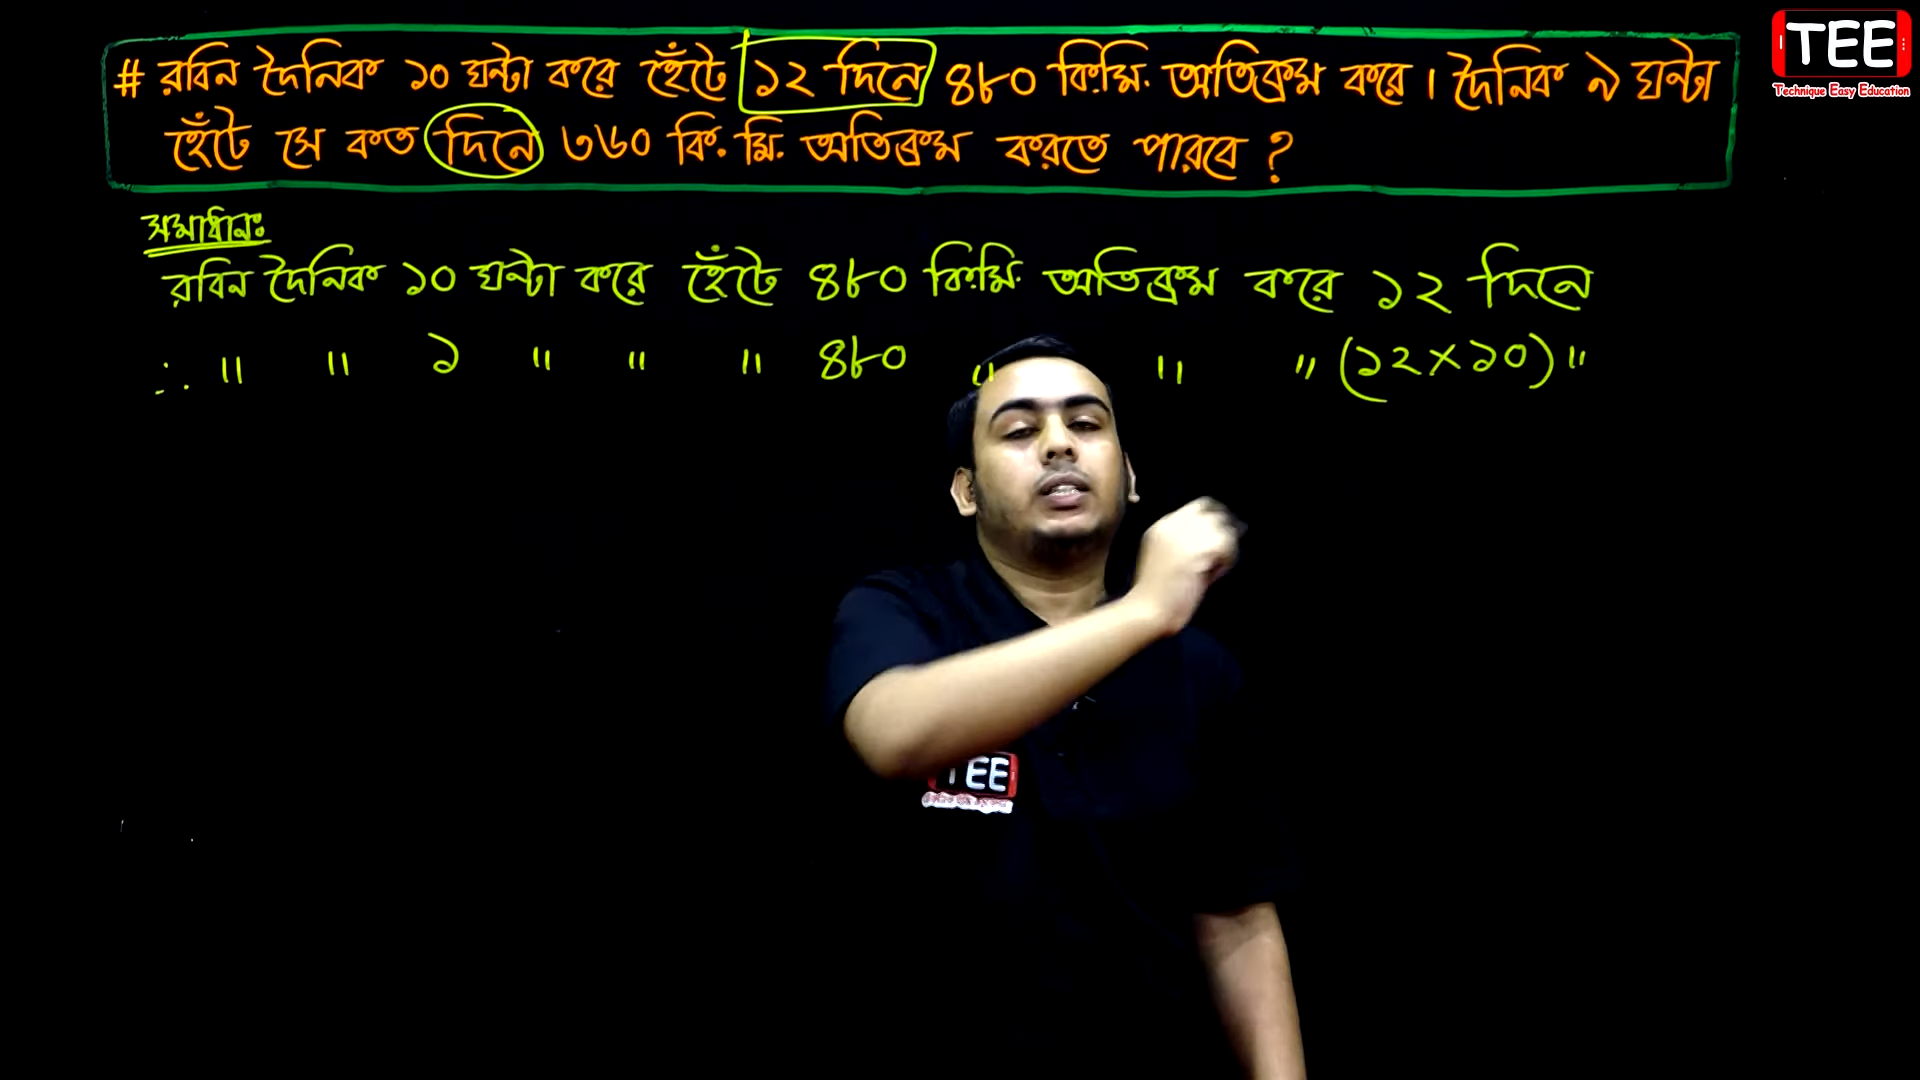 TEE
Technique Easy Education
# রবিন দৈনিক ১০ ঘন্টা করে হেঁটে ১২ দিনে ৪৮০ কি.মি. অতিক্রম করে। দৈনিক ৯ ঘন্টা
হেঁটে সে কত দিনে ৩৬০ কি. মি. অতিক্রম করতে পারবে ?
সমাধানঃ
রবিন দৈনিক ১০ ঘন্টা করে হেঁটে ৪৮০ কি.মি. অতিক্রম করে ১২ দিনে
∴ " " ১ " " " ৪৮০ " " " (১২×১০) "
TEE